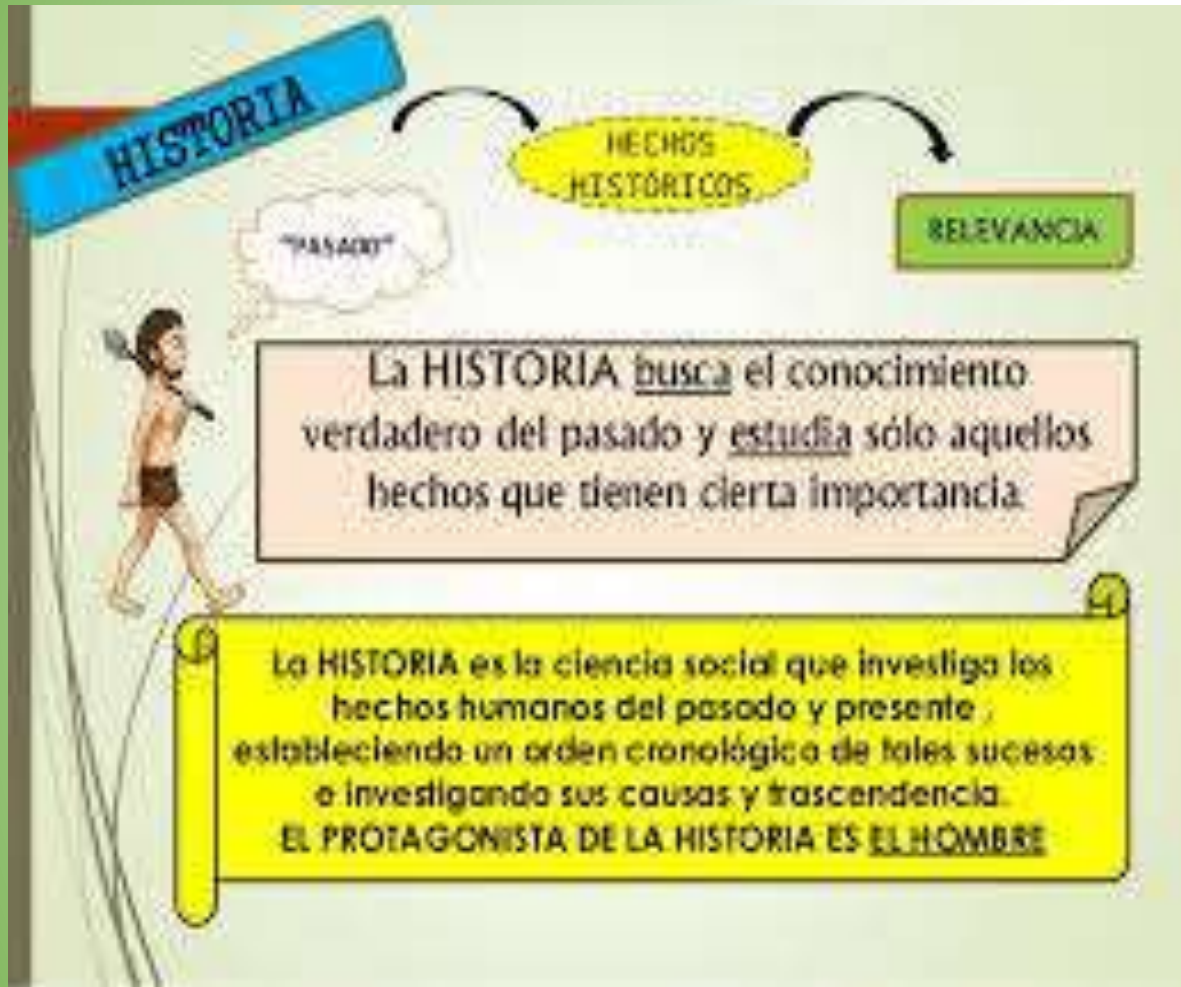 HISTORIA
HECHOS
HISTÓRICOS
RELEVANCIA
"PASADO"
La HISTORIA busca el conocimiento
verdadero del pasado y estudia sólo aquellos
hechos que tienen cierta importancia.
La HISTORIA es la ciencia social que investiga los
hechos humanos del pasado y presente ,
estableciendo un orden cronológico de tales sucesos
e investigando sus causas y trascendencia.
EL PROTAGONISTA DE LA HISTORIA ES EL HOMBRE